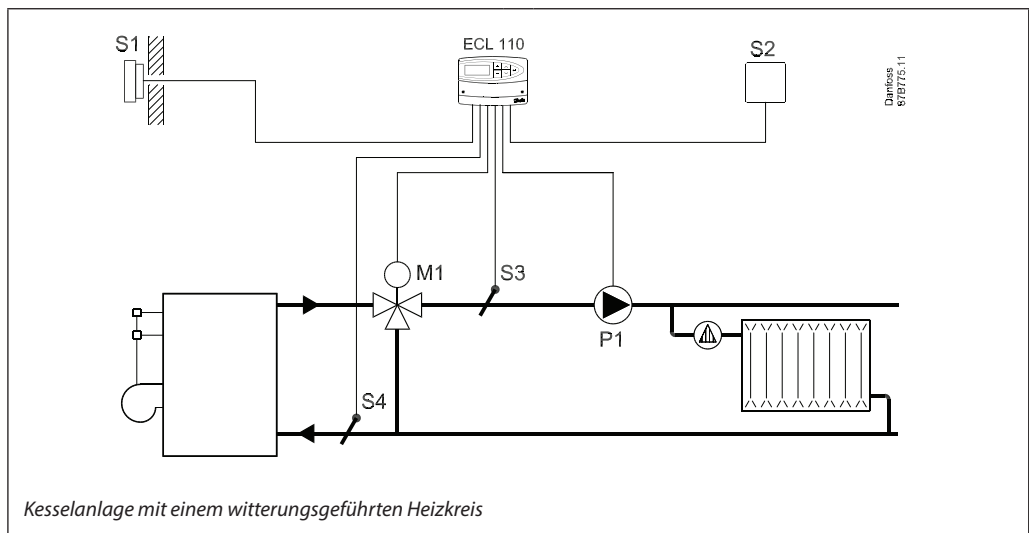 S1
ECL 110
S2
Danfoss
87B775.11
M1
S3
P1
S4
Kesselanlage mit einem witterungsgeführten Heizkreis